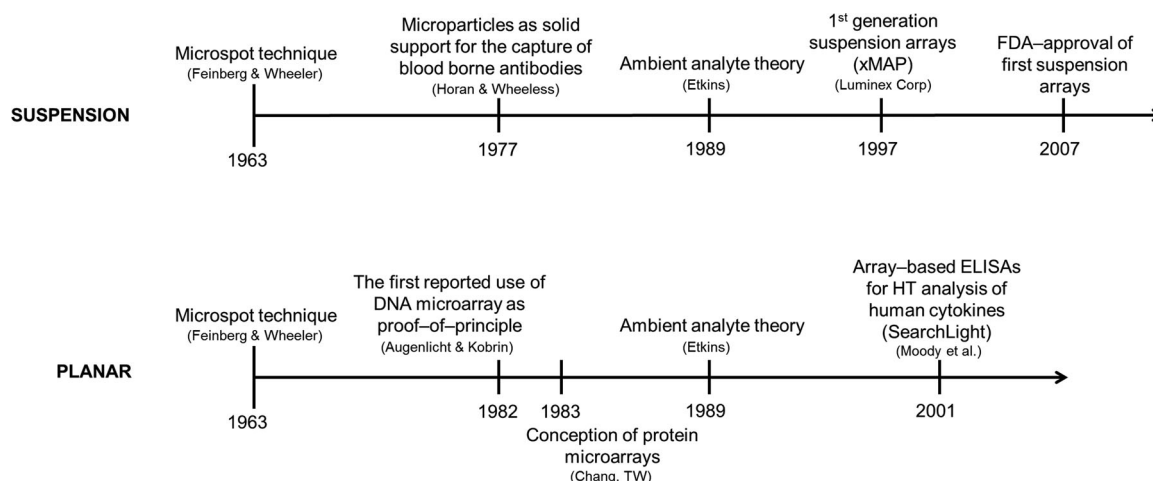 Microspot technique
(Feinberg & Wheeler)
Microparticles as solid
support for the capture of
blood borne antibodies
(Horan & Wheeless)
Ambient analyte theory
(Etkins)
1st generation
suspension arrays
(xMAP)
(Luminex Corp)
FDA–approval of
first suspension
arrays
SUSPENSION
1963
1977
1989
1997
2007
Microspot technique
(Feinberg & Wheeler)
The first reported use of
DNA microarray as
proof–of–principle
(Augenlicht & Kobrin)
Ambient analyte theory
(Etkins)
Array–based ELISAs
for HT analysis of
human cytokines
(SearchLight)
(Moody et al.)
PLANAR
1963
1982
1983
1989
2001
Conception of protein
microarrays
(Chang, TW)